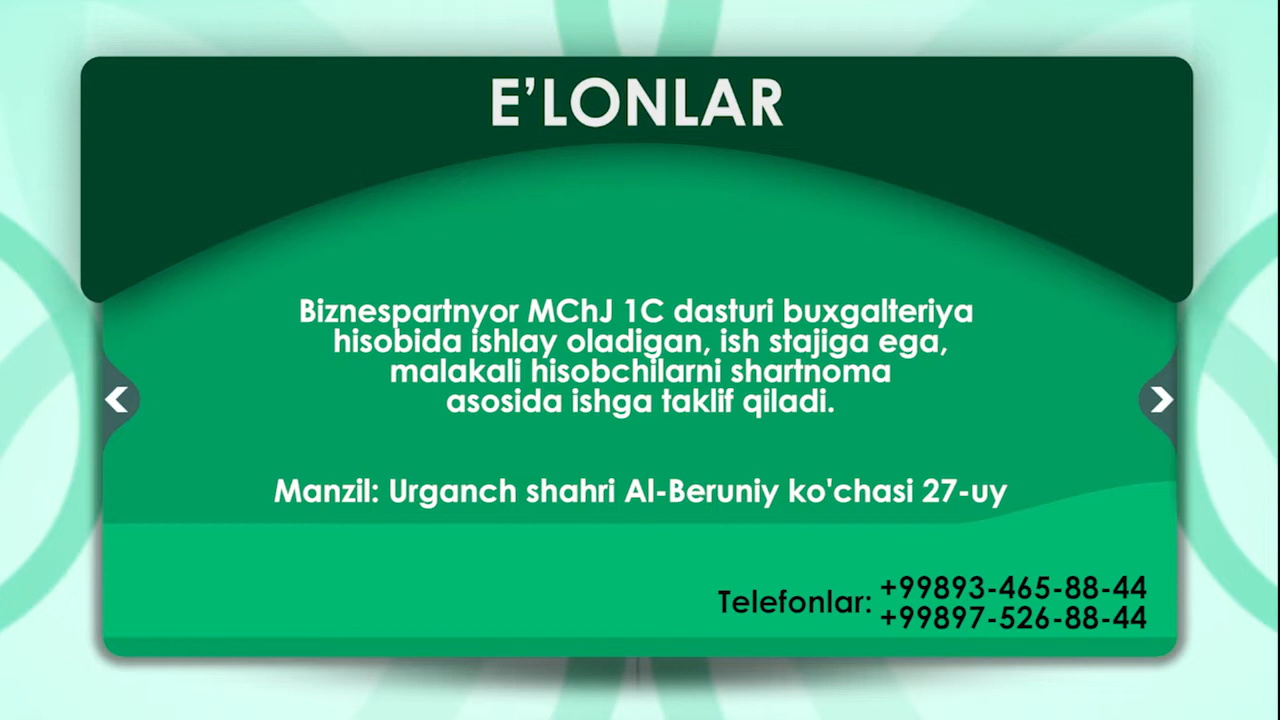 E’LONLAR
Biznespartnyor MChJ 1C dasturi buxgalteriya
hisobida ishlay oladigan, ish stajiga ega,
malakali hisobchilarni shartnoma
asosida ishga taklif qiladi.
Manzil: Urganch shahri Al-Beruniy ko'chasi 27-uy
Telefonlar: +99893-465-88-44
+99897-526-88-44